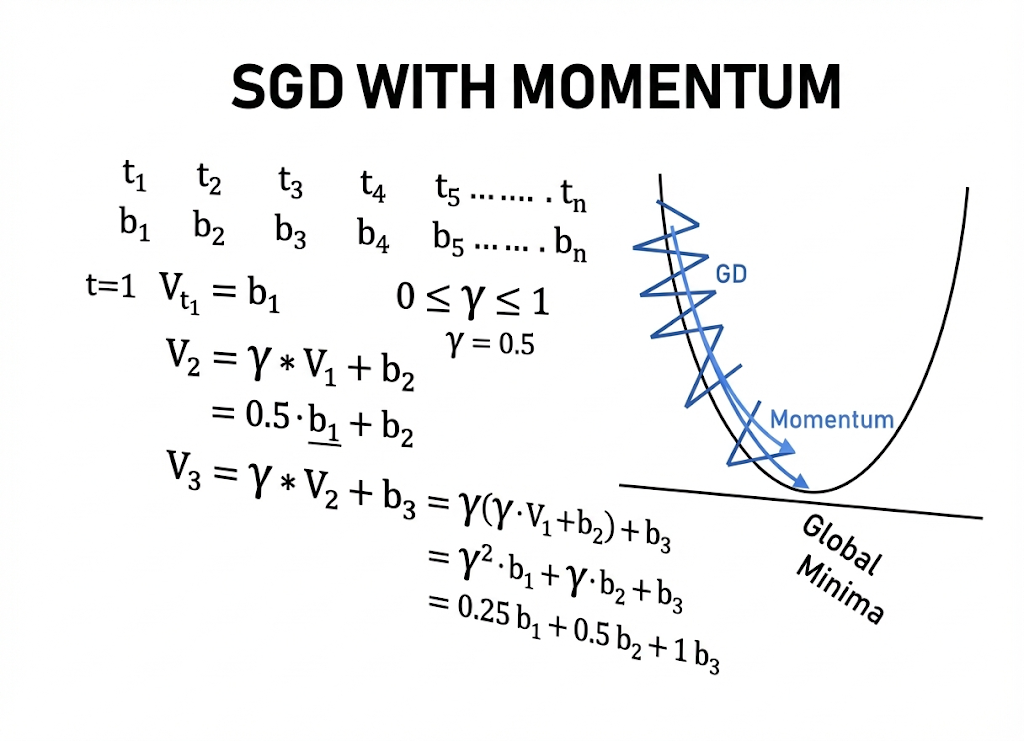 SGD WITH MOMENTUM
t₁ t₂ t₃ t₄ t₅ ....... . tₙ
b₁ b₂ b₃ b₄ b₅ ...... . bₙ
t=1 V_t₁ = b₁ 0 ≤ γ ≤ 1
γ = 0.5
V₂ = γ * V₁ + b₂
= 0.5 · b₁ + b₂
V₃ = γ * V₂ + b₃ = γ(γ·V₁+b₂)+b₃
= γ²·b₁+γ·b₂+b₃
= 0.25 b₁+0.5 b₂+1 b₃
GD
Momentum
Global
Minima